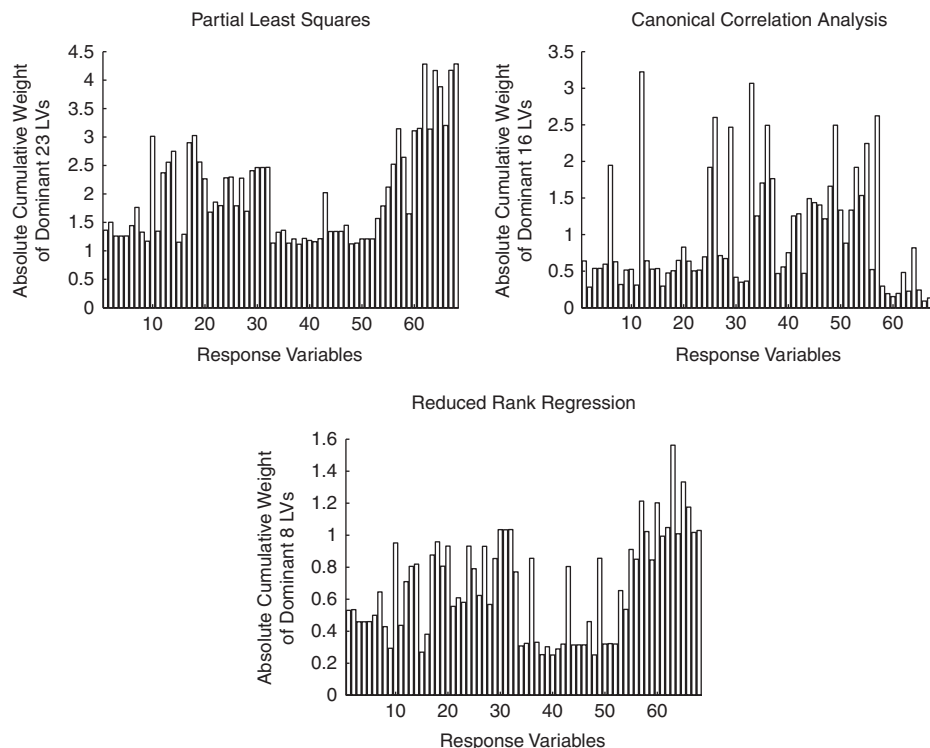 Partial Least Squares
Absolute Cumulative Weight
of Dominant 23 LVs
4.5
4
3.5
3
2.5
2
1.5
1
0.5
0
10 20 30 40 50 60
Response Variables
Canonical Correlation Analysis
Absolute Cumulative Weight
of Dominant 16 LVs
3.5
3
2.5
2
1.5
1
0.5
0
10 20 30 40 50 60
Response Variables
Reduced Rank Regression
Absolute Cumulative Weight
of Dominant 8 LVs
1.6
1.4
1.2
1
0.8
0.6
0.4
0.2
0
10 20 30 40 50 60
Response Variables